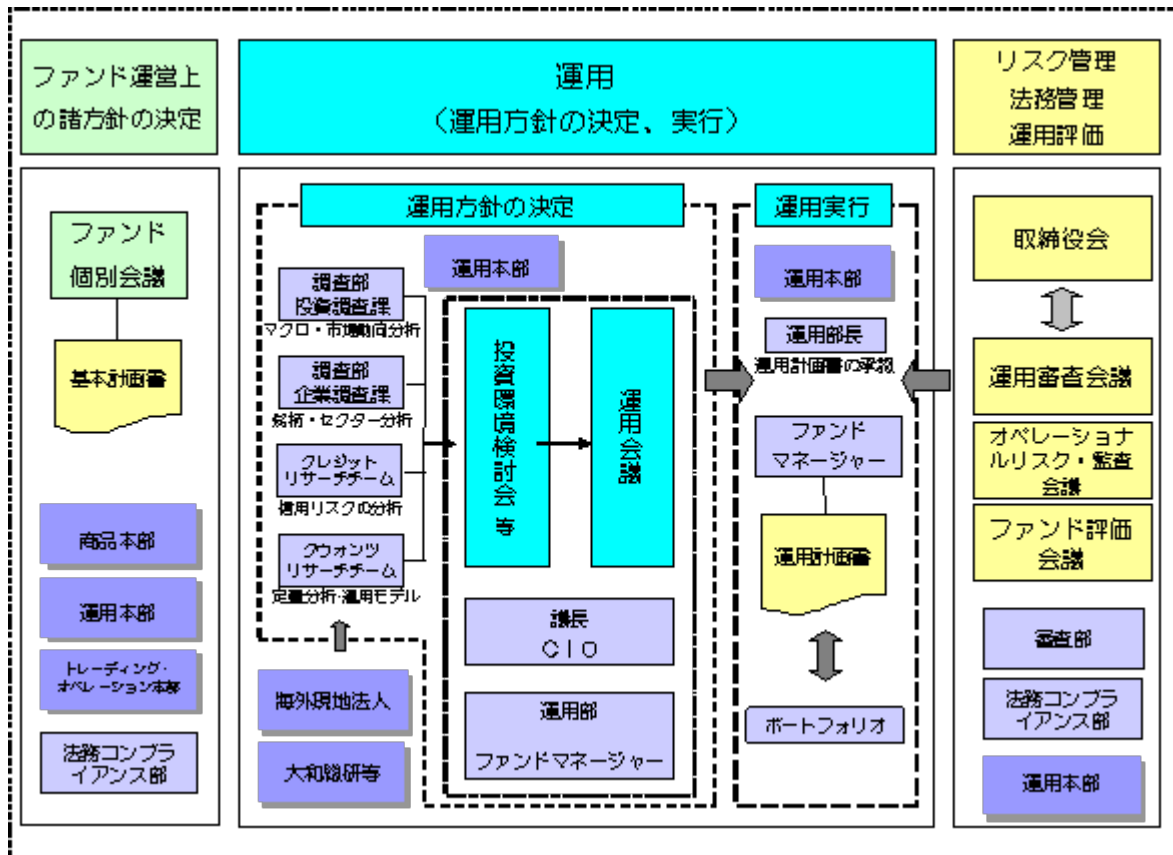 ファンド運営上
の諸方針の決定
運用
（運用方針の決定、実行）
リスク管理
法務管理
運用評価
ファンド
個別会議
基本計画書
商品本部
運用本部
トレーディング・
オペレーション本部
法務コンプラ
イアンス部
運用方針の決定
運用本部
調査部
投資調査課
マクロ・市場動向分析
調査部
企業調査課
銘柄・セクター分析
クレジット
リサーチチーム
信用リスクの分析
クウォンツ
リサーチチーム
定量分析・運用モデル
海外現地法人
大和総研等
投資環境検討会 等
運用会議
議長
ＣＩＯ
運用部
ファンドマネージャー
運用実行
運用本部
運用部長
運用計画書の承認
ファンド
マネージャー
運用計画書
ポートフォリオ
取締役会
運用審査会議
オペレーショナ
ルリスク・監査
会議
ファンド評価
会議
審査部
法務コンプラ
イアンス部
運用本部